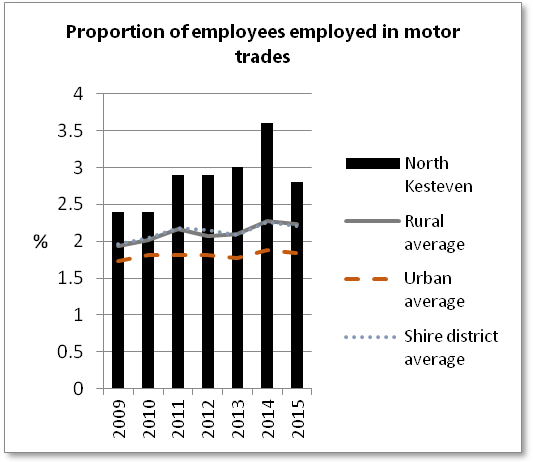 Proportion of employees employed in motor
trades
4
3.5
3
2.5
2
1.5
1
0.5
0
%
2009
2010
2011
2012
2013
2014
2015
North
Kesteven
Rural
average
Urban
average
Shire district
average